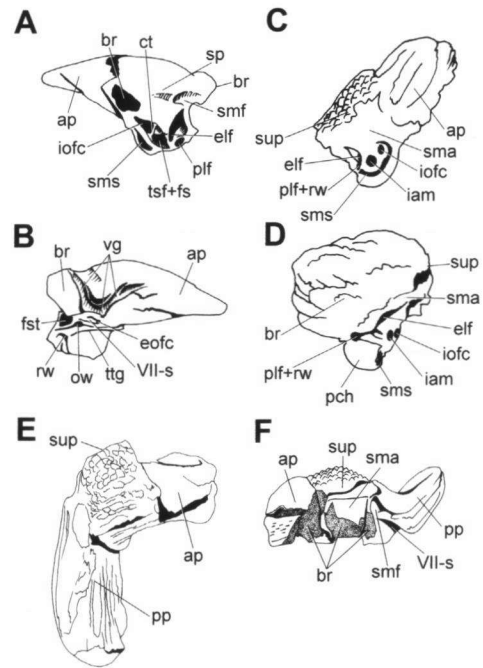 A
br
ct
sp
br
ap
smf
iofc
elf
sms
plf
tsf+fs
C
sup
ap
elf
sma
iofc
plf+rw
iam
sms
B
br
vg
ap
fst
eofc
rw
ow
ttg
VII-s
D
sup
sma
br
elf
iofc
plf+rw
iam
pch
sms
E
sup
ap
pp
F
ap
sup
sma
pp
br
smf
VII-s